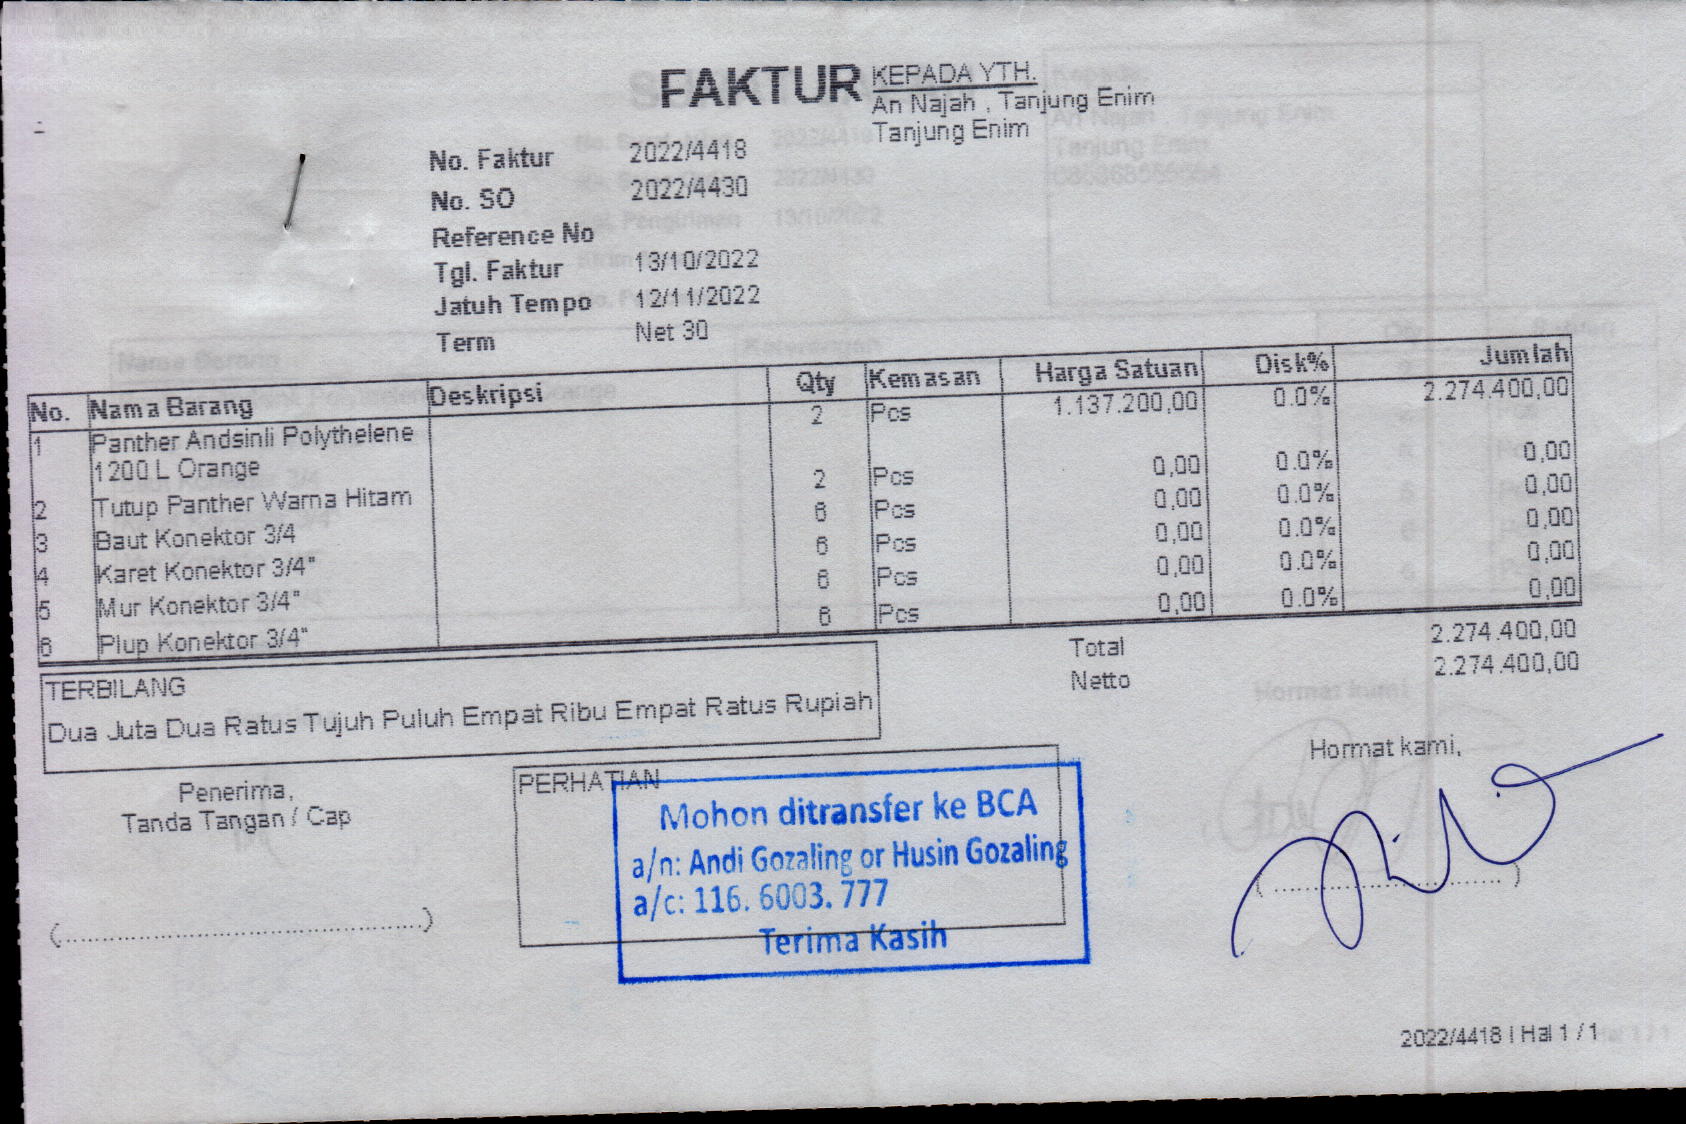 FAKTUR
KEPADA YTH.
An Najah , Tanjung Enim
Tanjung Enim
No. Faktur 2022/4418
No. SO 2022/4430
Reference No
Tgl. Faktur 13/10/2022
Jatuh Tempo 12/11/2022
Term Net 30
No. Nama Barang Deskripsi Qty Kemasan Harga Satuan Disk% Jumlah
1 Panther Andsinli Polythelene 2 Pcs 1.137.200,00 0.0% 2.274.400,00
1200 L Orange
2 Tutup Panther Warna Hitam 2 Pcs 0,00 0.0% 0,00
3 Baut Konektor 3/4 6 Pcs 0,00 0.0% 0,00
4 Karet Konektor 3/4" 6 Pcs 0,00 0.0% 0,00
5 Mur Konektor 3/4" 6 Pcs 0,00 0.0% 0,00
6 Plup Konektor 3/4" 6 Pcs 0,00 0.0% 0,00
Total 2.274.400,00
Netto 2.274.400,00
TERBILANG
Dua Juta Dua Ratus Tujuh Puluh Empat Ribu Empat Ratus Rupiah
Penerima,
Tanda Tangan / Cap
(................................................)
PERHATIAN
Mohon ditransfer ke BCA
a/n: Andi Gozaling or Husin Gozaling
a/c: 116. 6003. 777
Terima Kasih
Hormat kami,
(................................)
2022/4418 | Hal 1 / 1